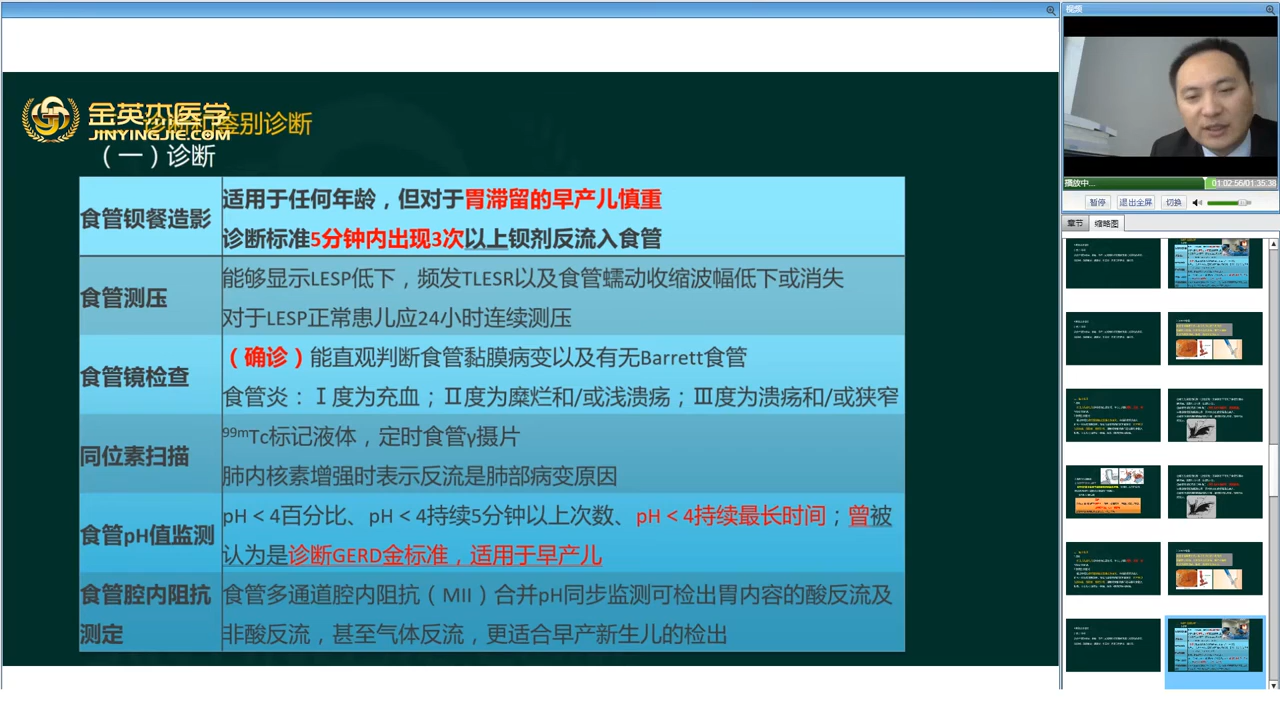 视频
金英杰医学
JINYINGJIE.COM
诊断和鉴别诊断
（一）诊断
食管钡餐造影
适用于任何年龄，但对于胃滞留的早产儿慎重
诊断标准5分钟内出现3次以上钡剂反流入食管
食管测压
能够显示LESP低下，频发TLESR以及食管蠕动收缩波幅低下或消失
对于LESP正常患儿应24小时连续测压
食管镜检查
（确诊）能直观判断食管黏膜病变以及有无Barrett食管
食管炎：Ⅰ度为充血；Ⅱ度为糜烂和/或浅溃疡；Ⅲ度为溃疡和/或狭窄
同位素扫描
99mTc标记液体，定时食管γ摄片
肺内核素增强时表示反流是肺部病变原因
食管pH值监测
pH＜4百分比、pH＜4持续5分钟以上次数、pH＜4持续最长时间；曾被
认为是诊断GERD金标准，适用于早产儿
食管腔内阻抗
测定
食管多通道腔内阻抗（MII）合并pH同步监测可检出胃内容的酸反流及
非酸反流，甚至气体反流，更适合早产新生儿的检出
播放中...
01:02:56/01:35:38
暂停
退出全屏
切换
章节
缩略图